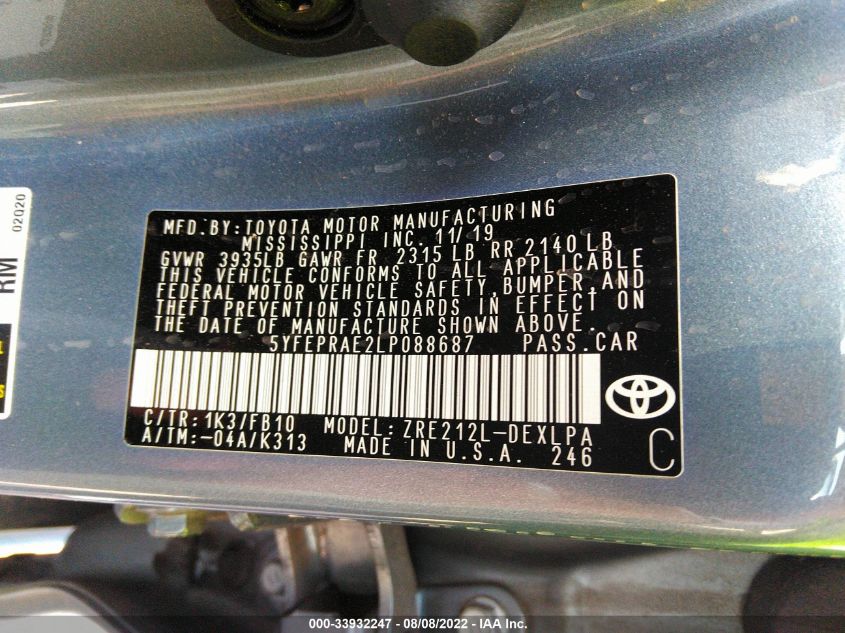 MFD.BY:TOYOTA MOTOR MANUFACTURING
MISSISSIPPI INC. 11/19
GVWR 3935LB GAWR FR 2315 LB RR 2140 LB
THIS VEHICLE CONFORMS TO ALL APPLICABLE
FEDERAL MOTOR VEHICLE SAFETY, BUMPER, AND
THEFT PREVENTION STANDARDS IN EFFECT ON
THE DATE OF MANUFACTURE SHOWN ABOVE.
5YFEPRAE2LP088687 PASS.CAR
C/TR:1K3/FB10 MODEL:ZRE212L-DEXLPA
A/TM:-04A/K313 MADE IN U.S.A. 246
C
02020
RM
000-33932247 - 08/08/2022 - IAA Inc.